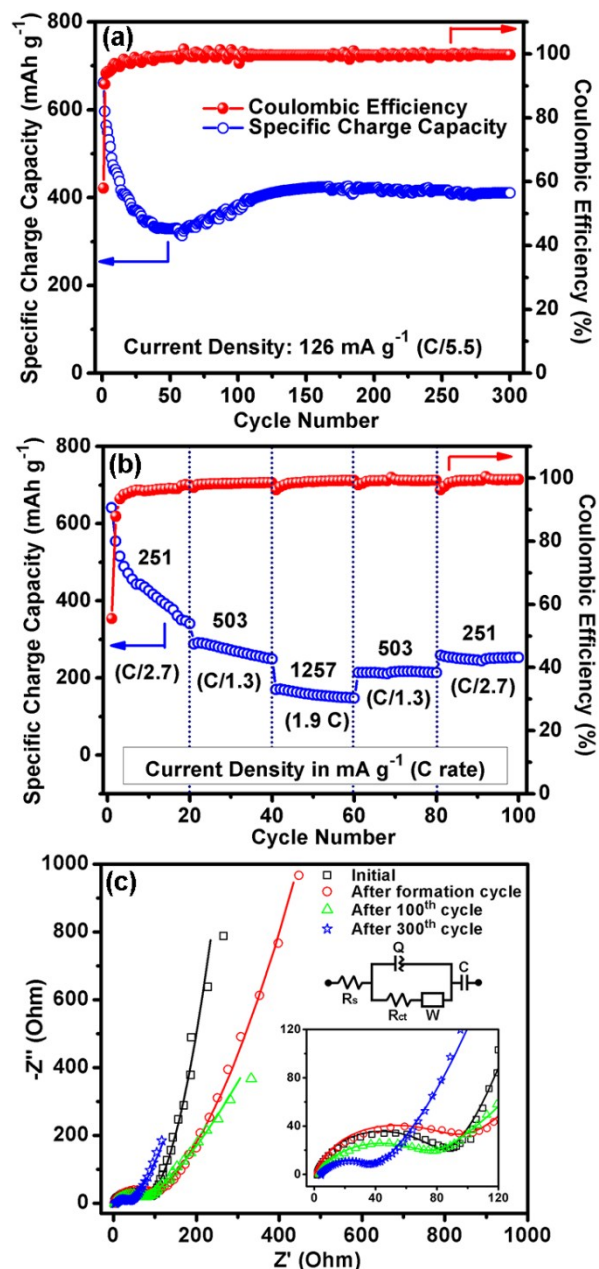 (a)
Specific Charge Capacity (mAh g⁻¹)
800
600
400
200
0
Coulombic Efficiency
Specific Charge Capacity
Current Density: 126 mA g⁻¹ (C/5.5)
100
80
60
40
20
0
Coulombic Efficiency (%)
0 50 100 150 200 250 300
Cycle Number
(b)
Specific Charge Capacity (mAh g⁻¹)
800
700
600
500
400
300
200
100
0
251
(C/2.7)
503
(C/1.3)
1257
(1.9 C)
503
(C/1.3)
251
(C/2.7)
Current Density in mA g⁻¹ (C rate)
100
80
60
40
20
0
Coulombic Efficiency (%)
0 20 40 60 80 100
Cycle Number
(c)
-Z'' (Ohm)
1000
800
600
400
200
0
Initial
After formation cycle
After 100th cycle
After 300th cycle
Q
C
Rs
Rct
W
120
80
40
0
0 40 80 120
0 200 400 600 800 1000
Z' (Ohm)